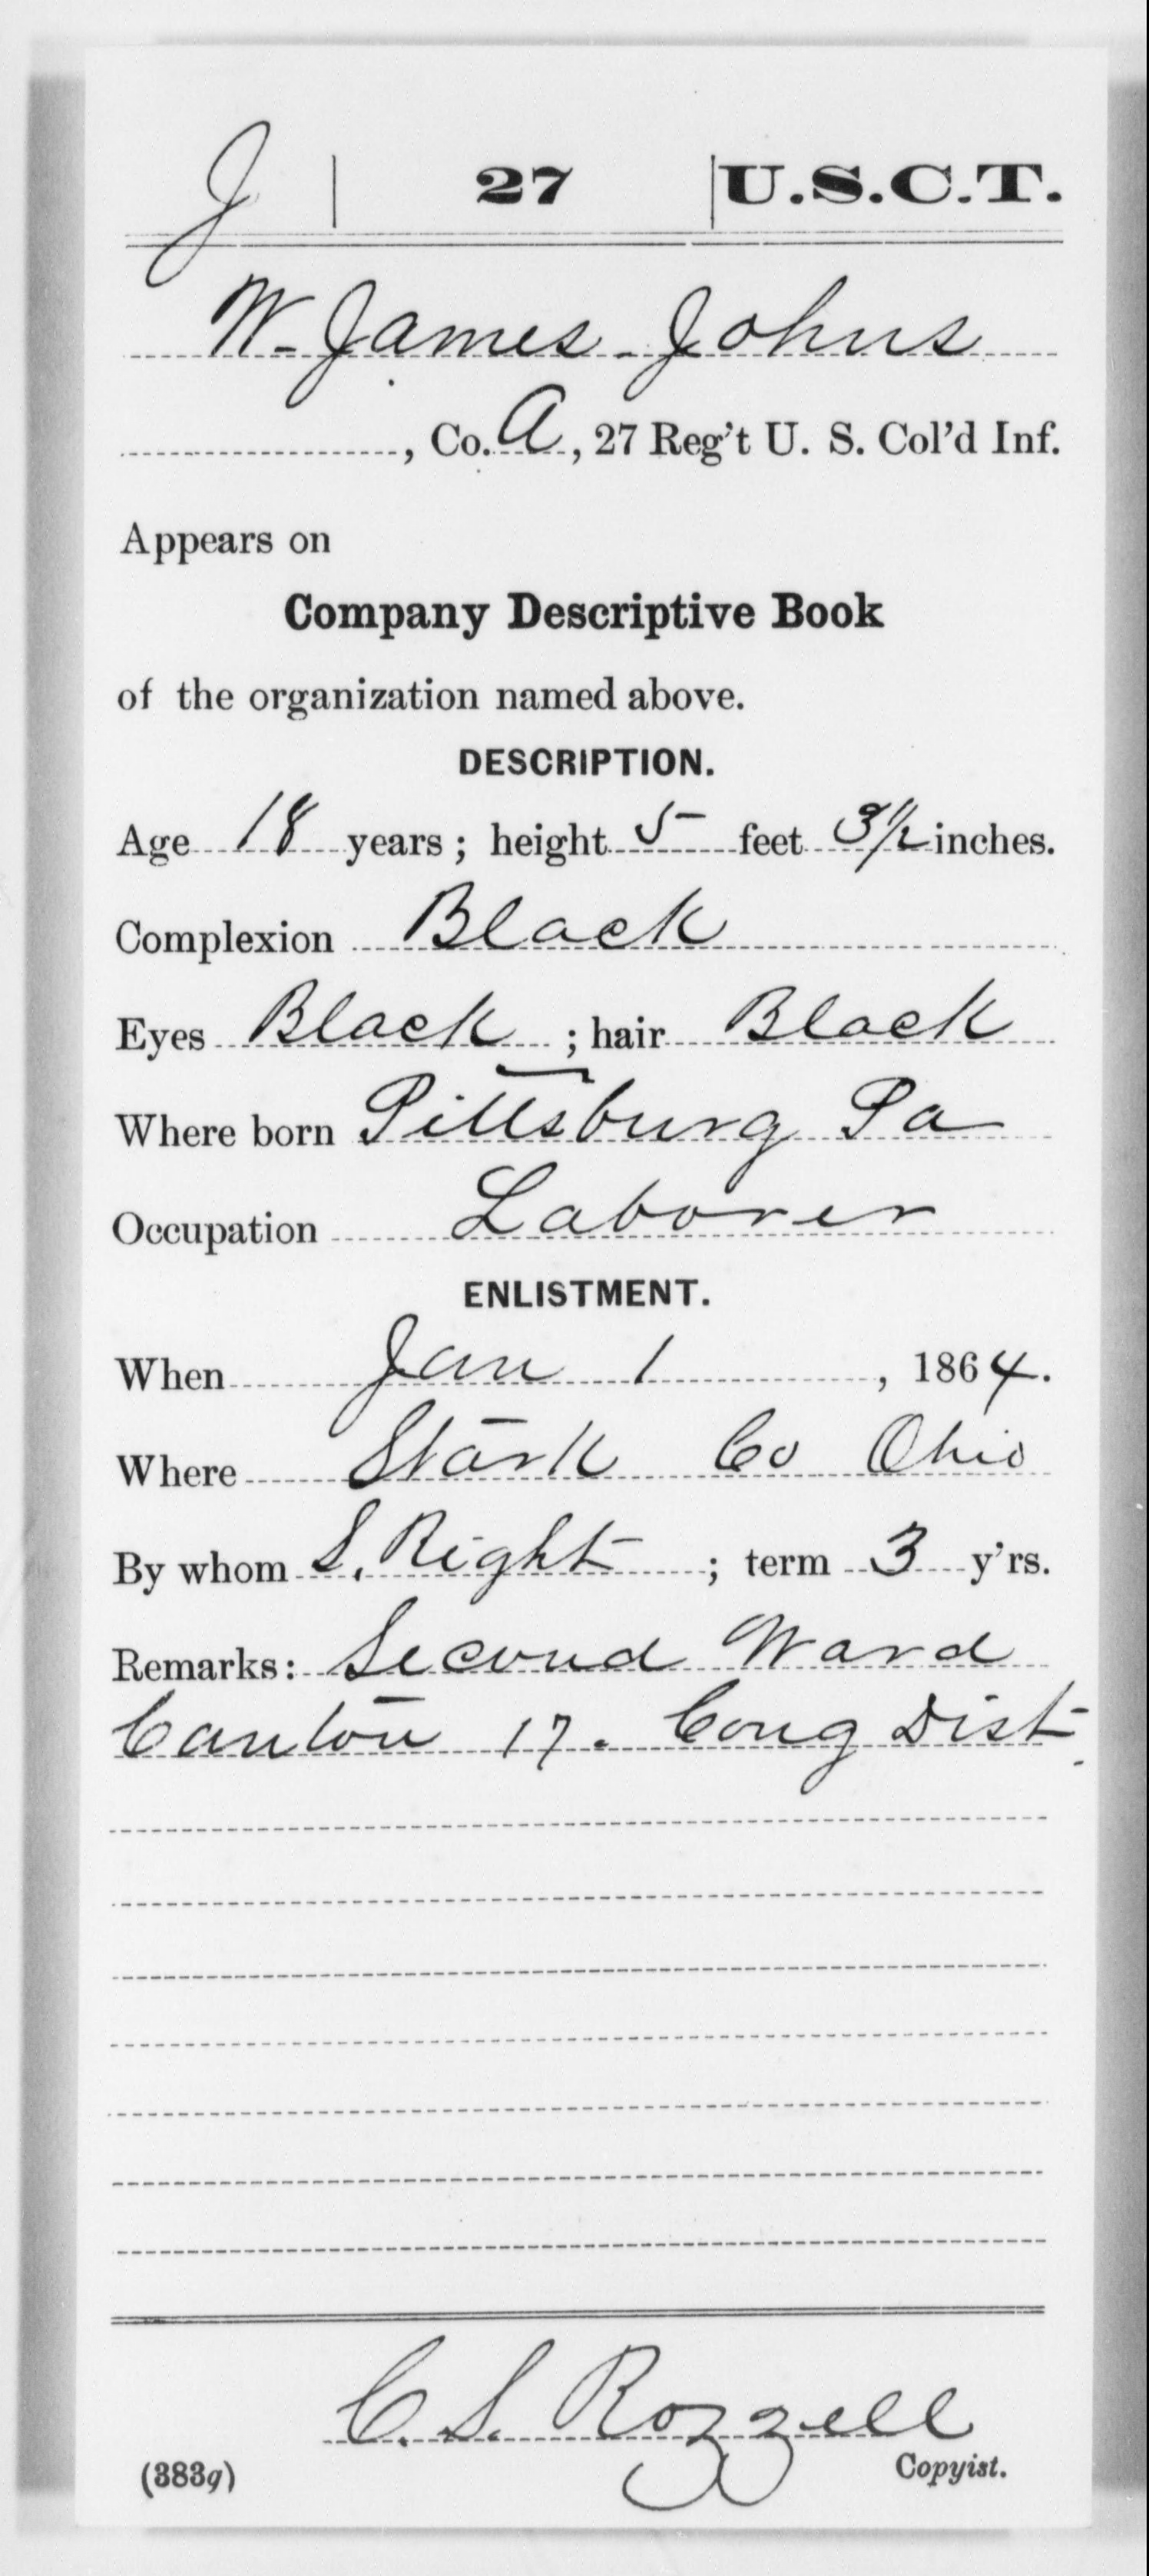 J 27 U.S.C.T.
W. James Johns
, Co. A, 27 Reg't U. S. Col'd Inf.
Appears on
Company Descriptive Book
of the organization named above.
DESCRIPTION.
Age 18 years; height 5 feet 3 1/2 inches.
Complexion Black
Eyes Black; hair Black
Where born Pittsburg Pa
Occupation Laborer
ENLISTMENT.
When Jan 1, 1864.
Where Stark Co Ohio
By whom S. Right; term 3 y'rs.
Remarks: Second Ward
Canton 17. Cong Dist.
C. S. Rozzell
(383g) Copyist.